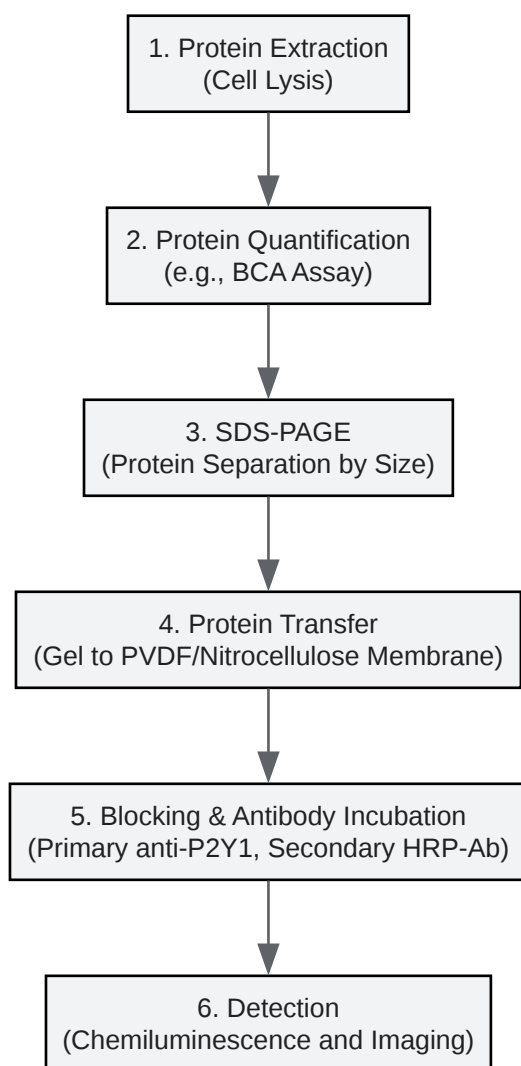 1. Protein Extraction
(Cell Lysis)
2. Protein Quantification
(e.g., BCA Assay)
3. SDS-PAGE
(Protein Separation by Size)
4. Protein Transfer
(Gel to PVDF/Nitrocellulose Membrane)
5. Blocking & Antibody Incubation
(Primary anti-P2Y1, Secondary HRP-Ab)
6. Detection
(Chemiluminescence and Imaging)